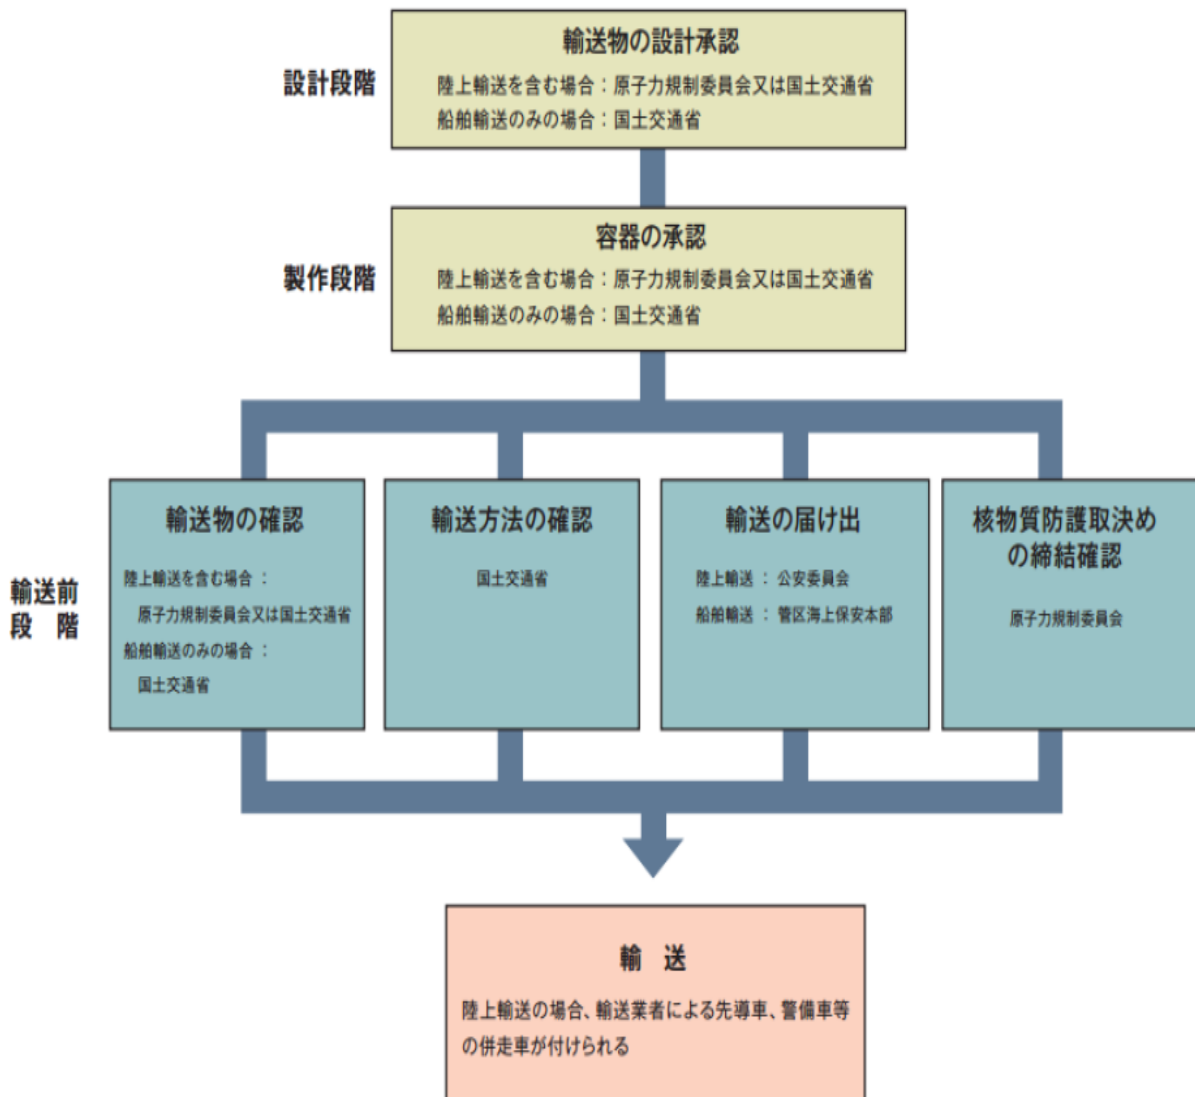 設計段階
輸送物の設計承認
陸上輸送を含む場合：原子力規制委員会又は国土交通省
船舶輸送のみの場合：国土交通省
製作段階
容器の承認
陸上輸送を含む場合：原子力規制委員会又は国土交通省
船舶輸送のみの場合：国土交通省
輸送前
段　階
輸送物の確認
陸上輸送を含む場合 ：
原子力規制委員会又は国土交通省
船舶輸送のみの場合 ：
国土交通省
輸送方法の確認
国土交通省
輸送の届け出
陸上輸送 ： 公安委員会
船舶輸送 ： 管区海上保安本部
核物質防護取決め
の締結確認
原子力規制委員会
輸　送
陸上輸送の場合、輸送業者による先導車、警備車等
の併走車が付けられる